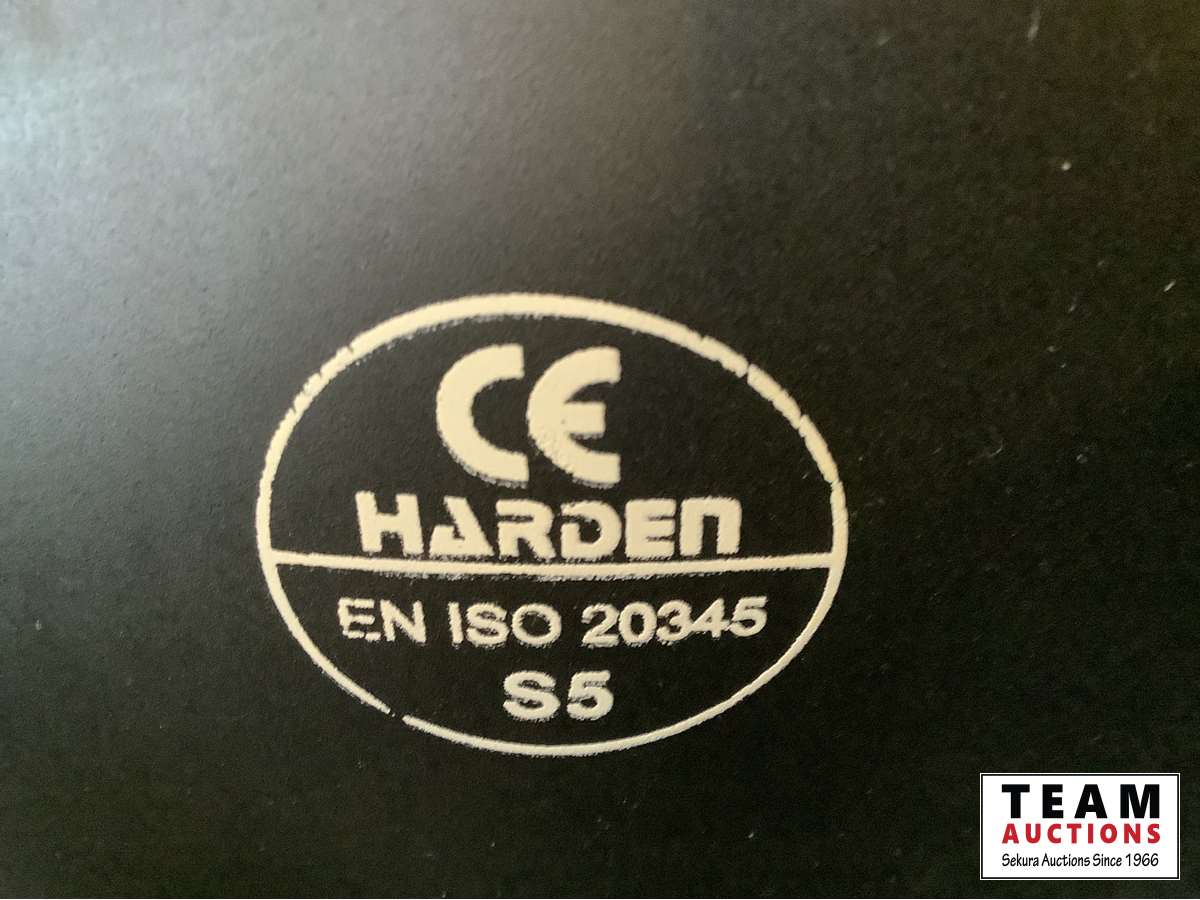 CE
HARDEN
EN ISO 20345
S5
TEAM
AUCTIONS
Sekura Auctions Since 1966